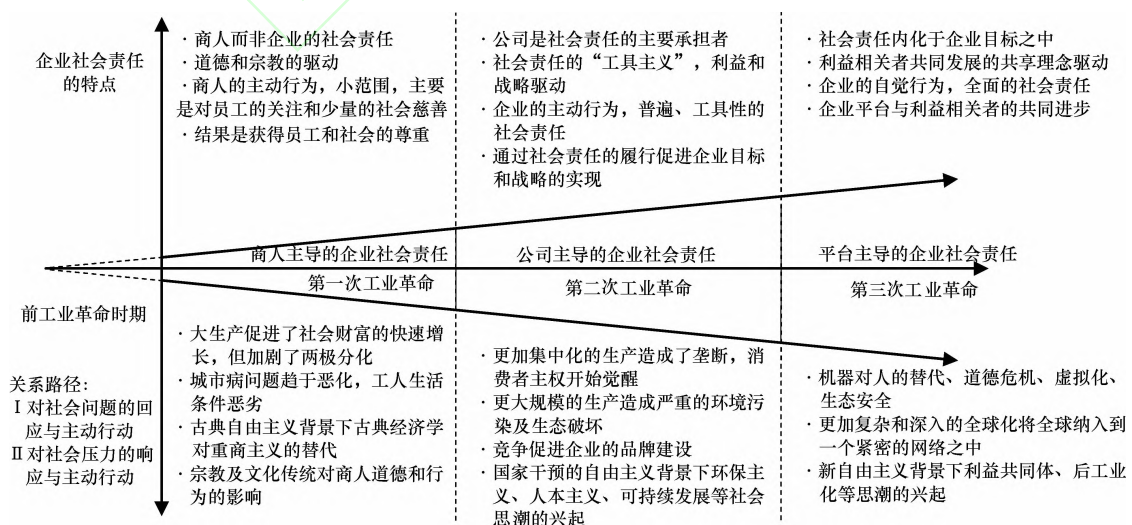 企业社会责任
的特点
· 商人而非企业的社会责任
· 道德和宗教的驱动
· 商人的主动行为，小范围，主要
是对员工的关注和少量的社会慈善
· 结果是获得员工和社会的尊重
· 公司是社会责任的主要承担者
· 社会责任的“工具主义”，利益和
战略驱动
· 企业的主动行为，普遍、工具性的
社会责任
· 通过社会责任的履行促进企业目标
和战略的实现
· 社会责任内化于企业目标之中
· 利益相关者共同发展的共享理念驱动
· 企业的自觉行为，全面的社会责任
· 企业平台与利益相关者的共同进步
商人主导的企业社会责任
公司主导的企业社会责任
平台主导的企业社会责任
第一次工业革命
第二次工业革命
第三次工业革命
前工业革命时期
关系路径：
Ⅰ对社会问题的回
应与主动行动
Ⅱ对社会压力的响
应与主动行动
· 大生产促进了社会财富的快速增
长，但加剧了两极分化
· 城市病问题趋于恶化，工人生活
条件恶劣
· 古典自由主义背景下古典经济学
对重商主义的替代
· 宗教及文化传统对商人道德和行
为的影响
· 更加集中化的生产造成了垄断，消
费者主权开始觉醒
· 更大规模的生产造成严重的环境污
染及生态破坏
· 竞争促进企业的品牌建设
· 国家干预的自由主义背景下环保主
义、人本主义、可持续发展等社会
思潮的兴起
· 机器对人的替代、道德危机、虚拟化、
生态安全
· 更加复杂和深入的全球化将全球纳入到
一个紧密的网络之中
· 新自由主义背景下利益共同体、后工业
化等思潮的兴起